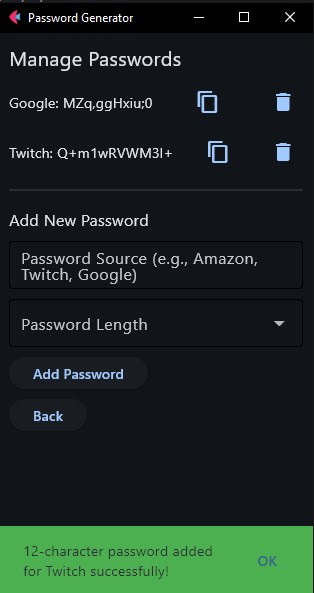 Password Generator
Manage Passwords
Google: MZq,ggHxiu;0
Twitch: Q+m1wRVWM3I+
Add New Password
Password Source (e.g., Amazon,
Twitch, Google)
Password Length
Add Password
Back
12-character password added
for Twitch successfully!
OK